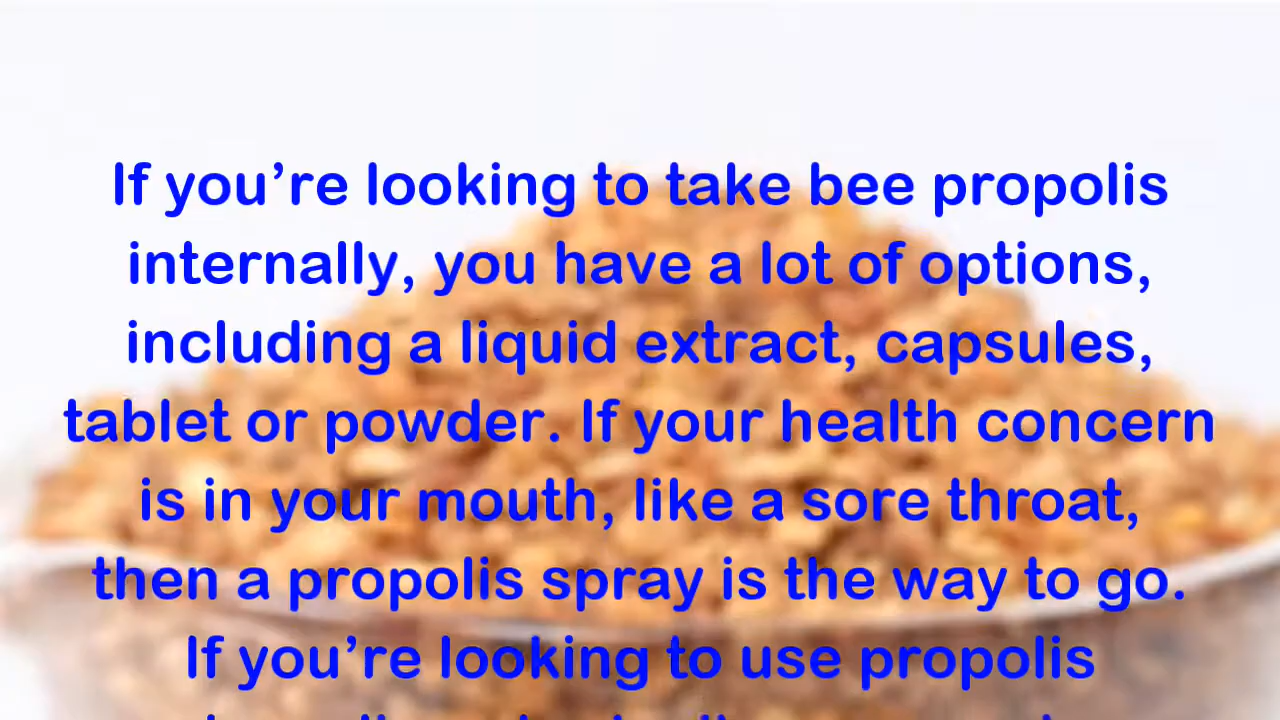 If you’re looking to take bee propolis
internally, you have a lot of options,
including a liquid extract, capsules,
tablet or powder. If your health concern
is in your mouth, like a sore throat,
then a propolis spray is the way to go.
If you’re looking to use propolis